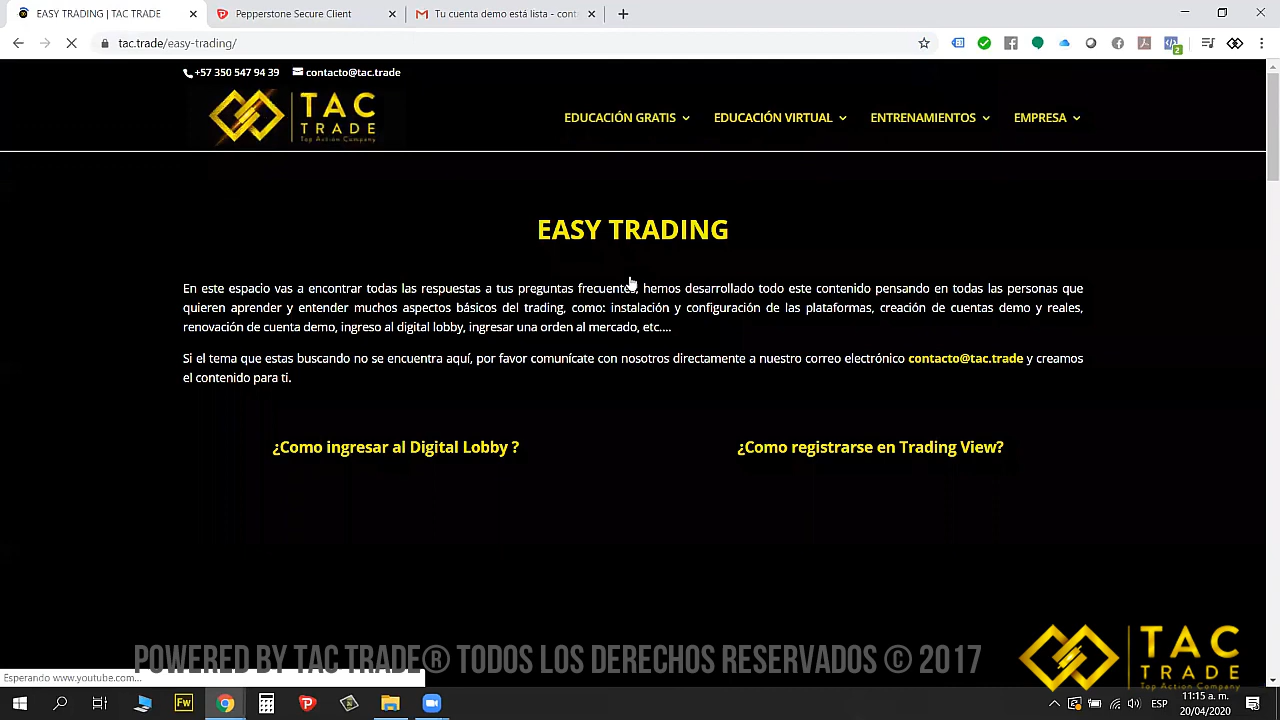 EASY TRADING | TAC TRADE
Pepperstone Secure Client
Tu cuenta demo está lista - cont
tac.trade/easy-trading/
2
+57 350 547 94 39
contacto@tac.trade
TAC
TRADE
Top Action Company
EDUCACIÓN GRATIS
EDUCACIÓN VIRTUAL
ENTRENAMIENTOS
EMPRESA
EASY TRADING
En este espacio vas a encontrar todas las respuestas a tus preguntas frecuentes, hemos desarrollado todo este contenido pensando en todas las personas que
quieren aprender y entender muchos aspectos básicos del trading, como: instalación y configuración de las plataformas, creación de cuentas demo y reales,
renovación de cuenta demo, ingreso al digital lobby, ingresar una orden al mercado, etc....
Si el tema que estas buscando no se encuentra aquí, por favor comunícate con nosotros directamente a nuestro correo electrónico contacto@tac.trade y creamos
el contenido para ti.
¿Como ingresar al Digital Lobby ?
¿Como registrarse en Trading View?
POWERED BY TAC TRADE® TODOS LOS DERECHOS RESERVADOS © 2017
TAC
TRADE
Top Action Company
Esperando www.youtube.com...
Fw
ESP
11:15 a. m.
20/04/2020